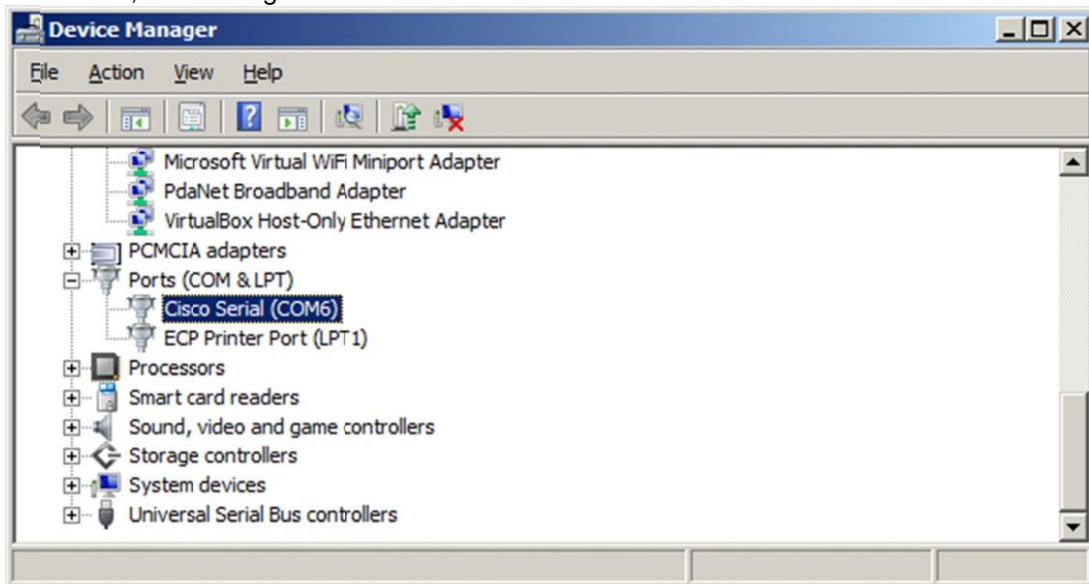 Device Manager
File Action View Help
Microsoft Virtual WiFi Miniport Adapter
PdaNet Broadband Adapter
VirtualBox Host-Only Ethernet Adapter
PCMCIA adapters
Ports (COM & LPT)
Cisco Serial (COM6)
ECP Printer Port (LPT1)
Processors
Smart card readers
Sound, video and game controllers
Storage controllers
System devices
Universal Serial Bus controllers